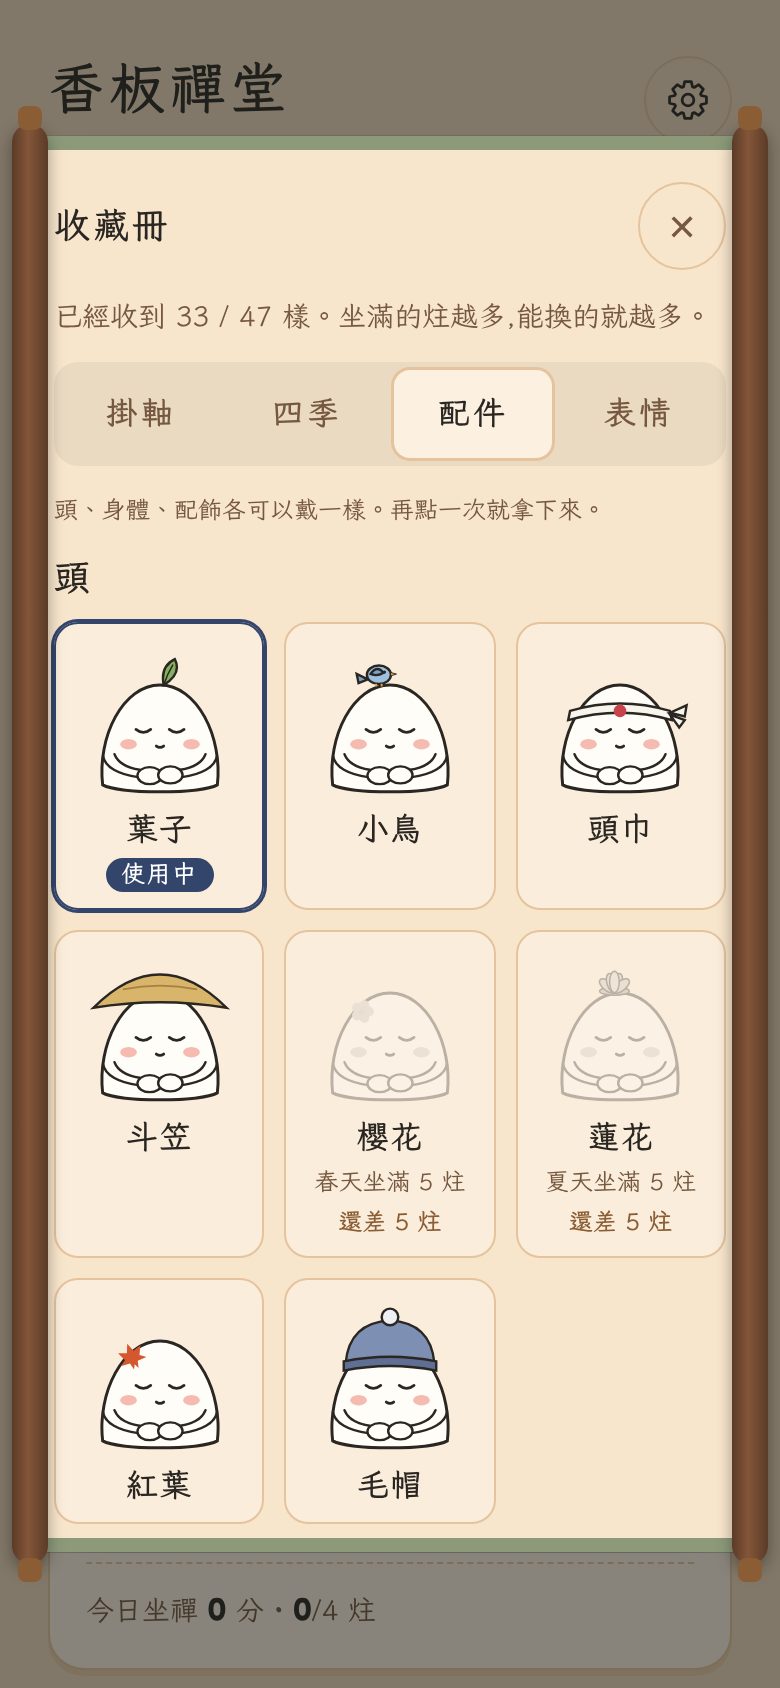 香板禪堂
收藏冊
已經收到 33 / 47 樣。坐滿的炷越多,能換的就越多。
掛軸 四季 配件 表情
頭、身體、配飾各可以戴一樣。再點一次就拿下來。
頭
葉子 小鳥 頭巾
使用中
斗笠 櫻花 蓮花
春天坐滿 5 炷 夏天坐滿 5 炷
還差 5 炷 還差 5 炷
紅葉 毛帽
今日坐禪 0 分・0/4 炷